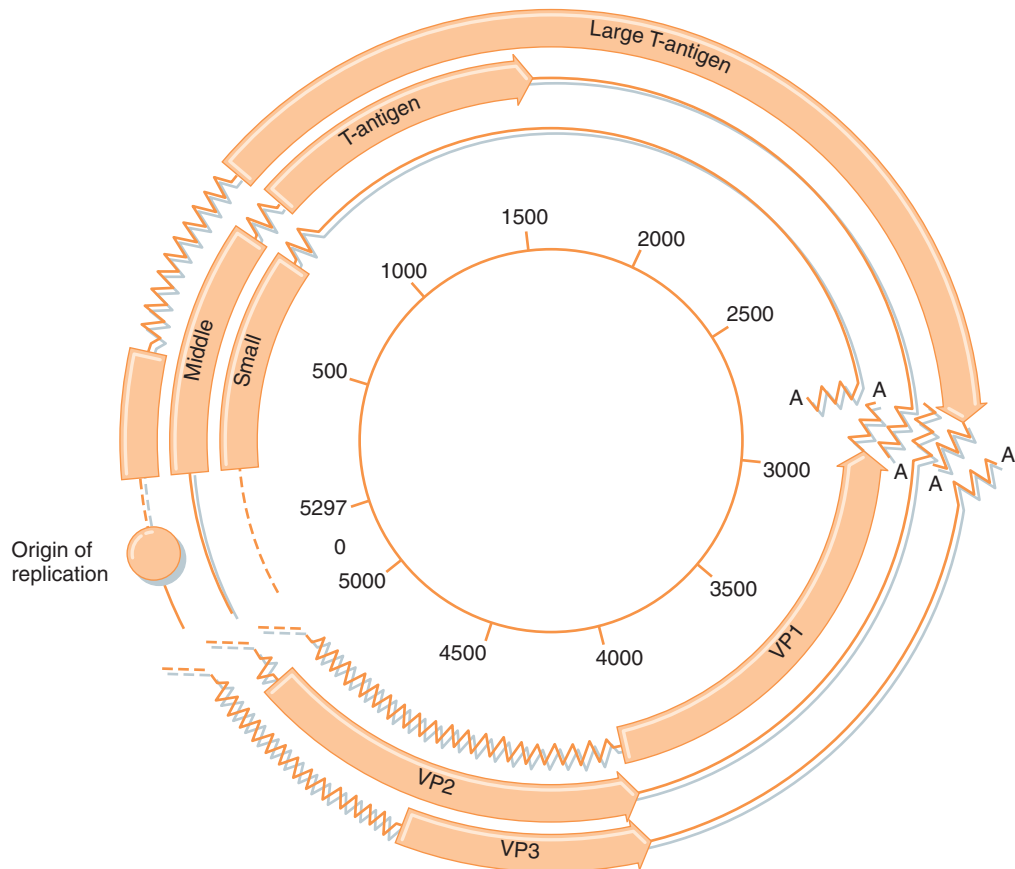 Large T-antigen
T-antigen
Middle
Small
1500
2000
1000
2500
500
A
A
A
3000
A
A
5297
0
5000
Origin of
replication
3500
4500
4000
VP1
VP2
VP3